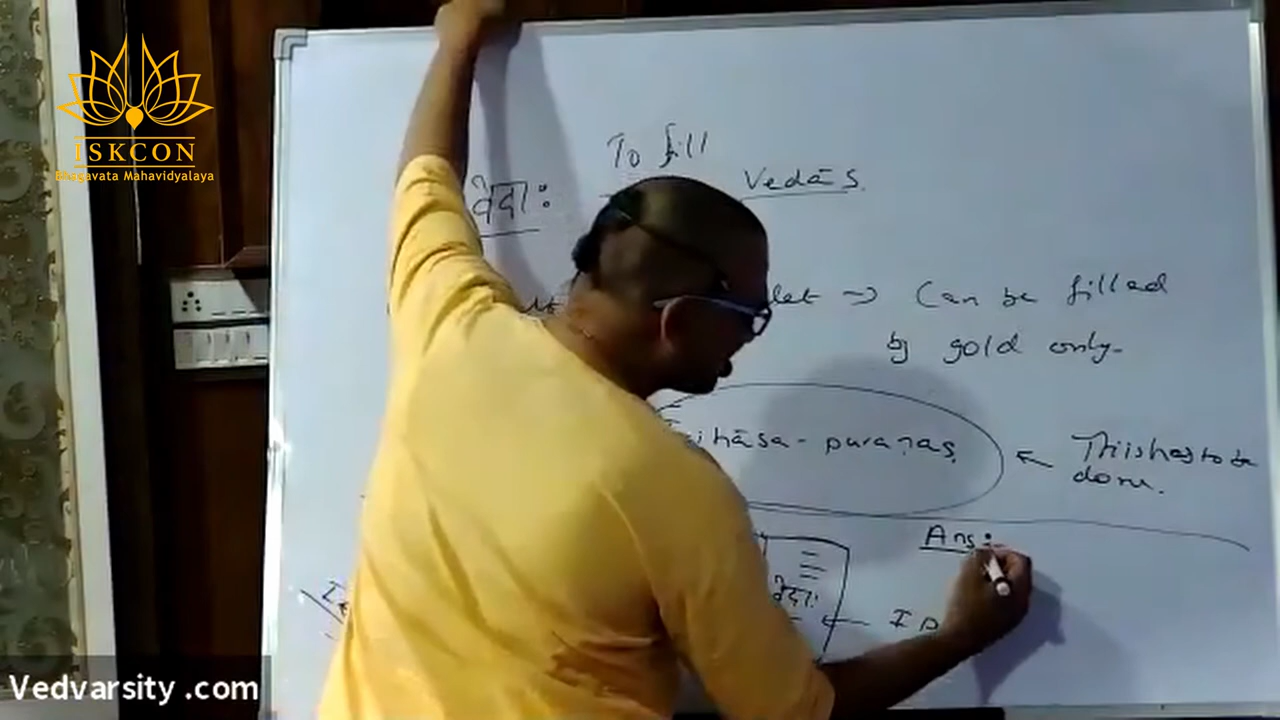 ISKCON
Bhagavata Mahavidyalaya
To fill
वेदाः
Vedās
let → Can be filled
by gold only.
ihāsa - purāṇas
← This has to be
done.
Ans:
वेदाः
← I P
Vedvarsity .com